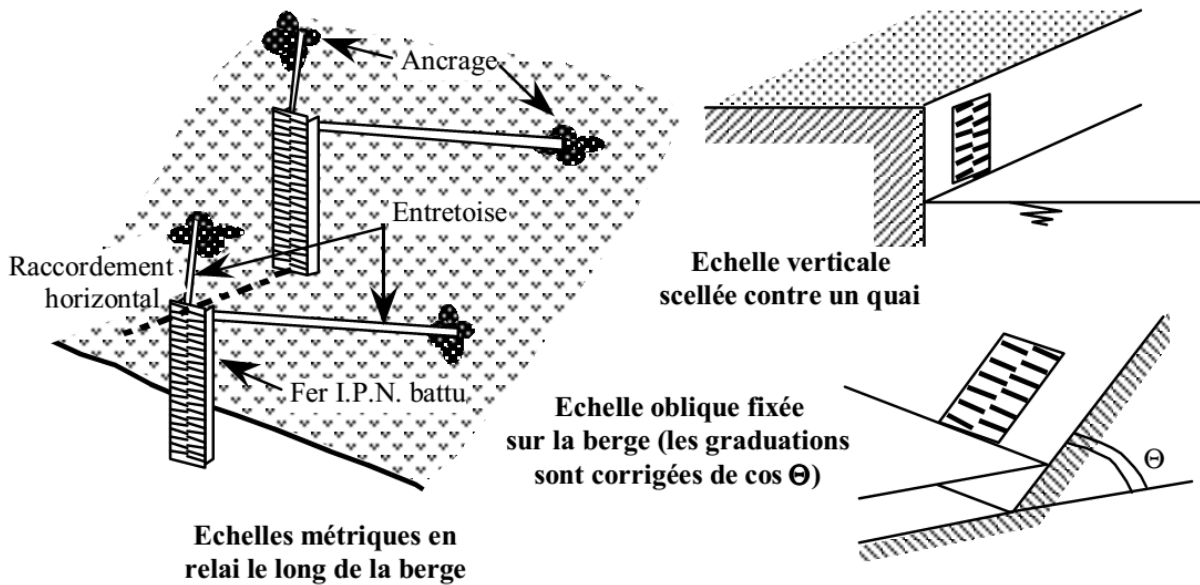 Ancrage
Entretoise
Raccordement
horizontal
Fer I.P.N. battu
Echelles métriques en
relai le long de la berge
Echelle verticale
scellée contre un quai
Echelle oblique fixée
sur la berge (les graduations
sont corrigées de cos Θ)
Θ